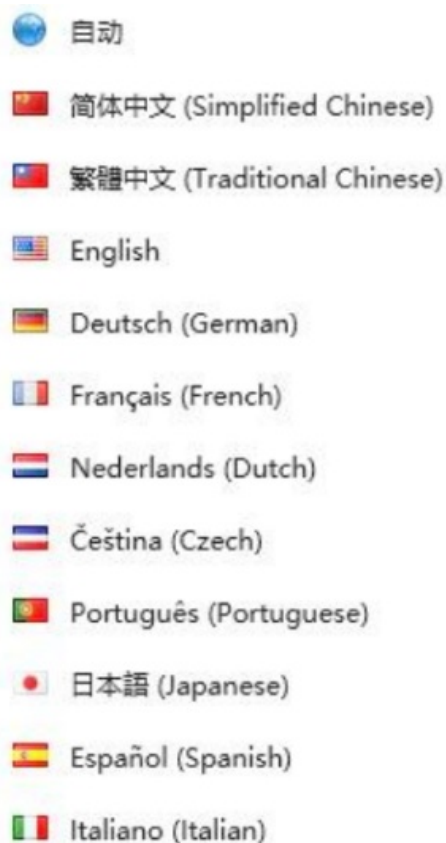 自动
简体中文 (Simplified Chinese)
繁體中文 (Traditional Chinese)
English
Deutsch (German)
Français (French)
Nederlands (Dutch)
Čeština (Czech)
Português (Portuguese)
日本語 (Japanese)
Español (Spanish)
Italiano (Italian)